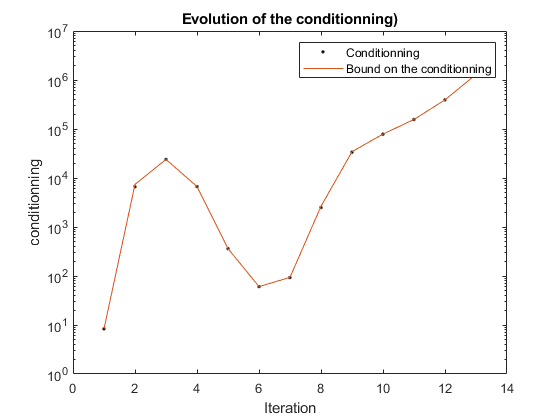 Evolution of the conditionning)
conditionning
10^7
10^6
10^5
10^4
10^3
10^2
10^1
10^0
Conditionning
Bound on the conditionning
0 2 4 6 8 10 12 14
Iteration